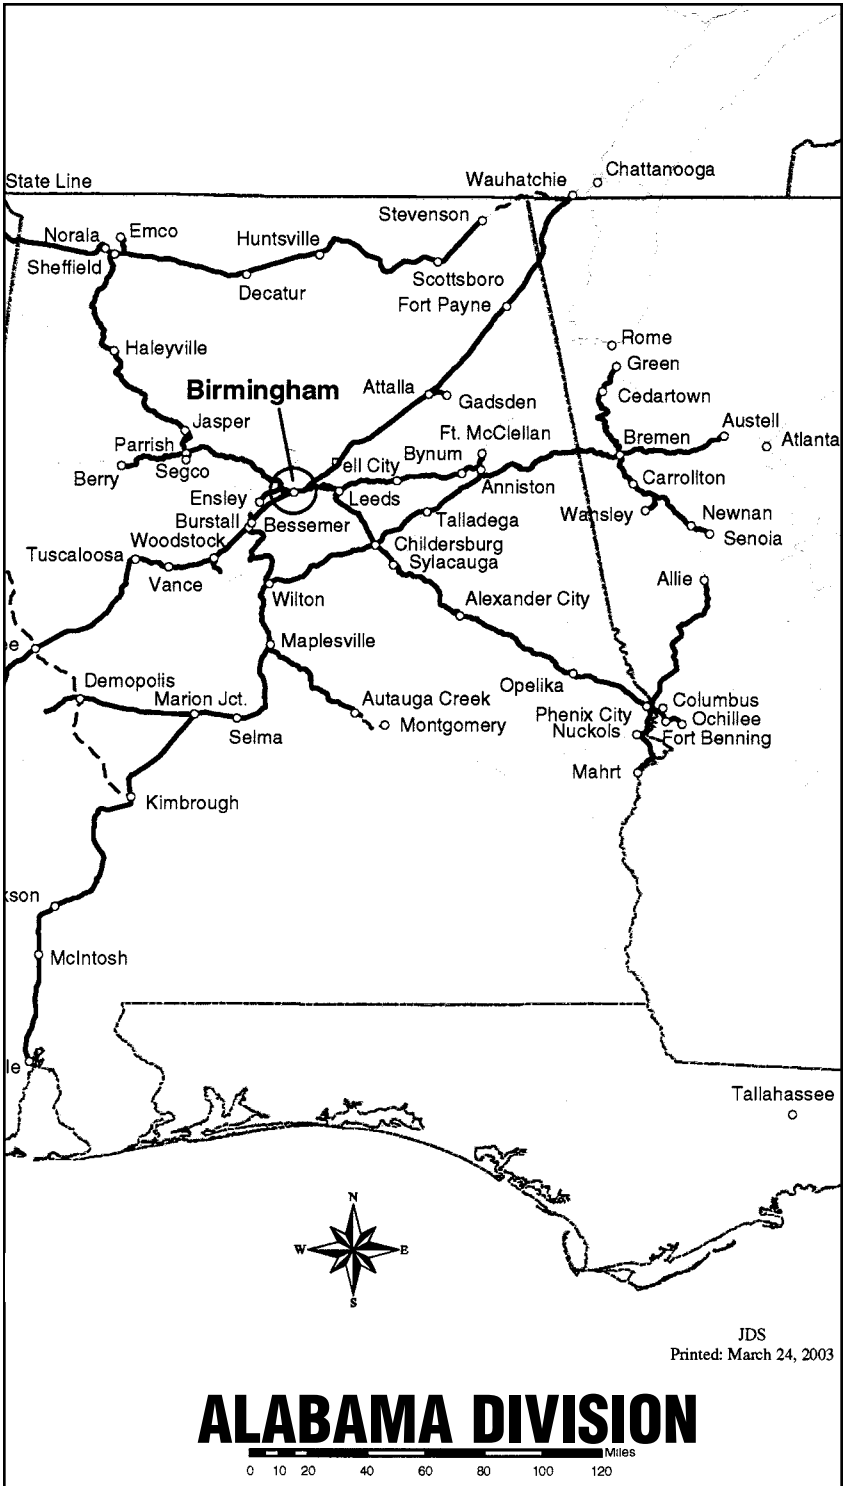 Chattanooga
Wauhatchie
State Line
Stevenson
Emco
Norala
Huntsville
Sheffield
Scottsboro
Decatur
Fort Payne
Rome
Haleyville
Green
Birmingham
Attalla
Cedartown
Gadsden
Jasper
Austell
Ft. McClellan
Bremen
Atlanta
Parrish
Bynum
Pell City
Segco
Berry
Anniston
Carrollton
Ensley
Leeds
Wansley
Newnan
Burstall
Bessemer
Talladega
Woodstock
Senoia
Childersburg
Tuscaloosa
Sylacauga
Vance
Allie
Wilton
Alexander City
Maplesville
ee
Demopolis
Opelika
Marion Jct.
Autauga Creek
Columbus
Phenix City
Ochillee
Montgomery
Nuckols
Selma
Fort Benning
Mahrt
Kimbrough
kson
McIntosh
le
Tallahassee
N
W E
S
JDS
Printed: March 24, 2003
ALABAMA DIVISION
Miles
0 10 20 40 60 80 100 120